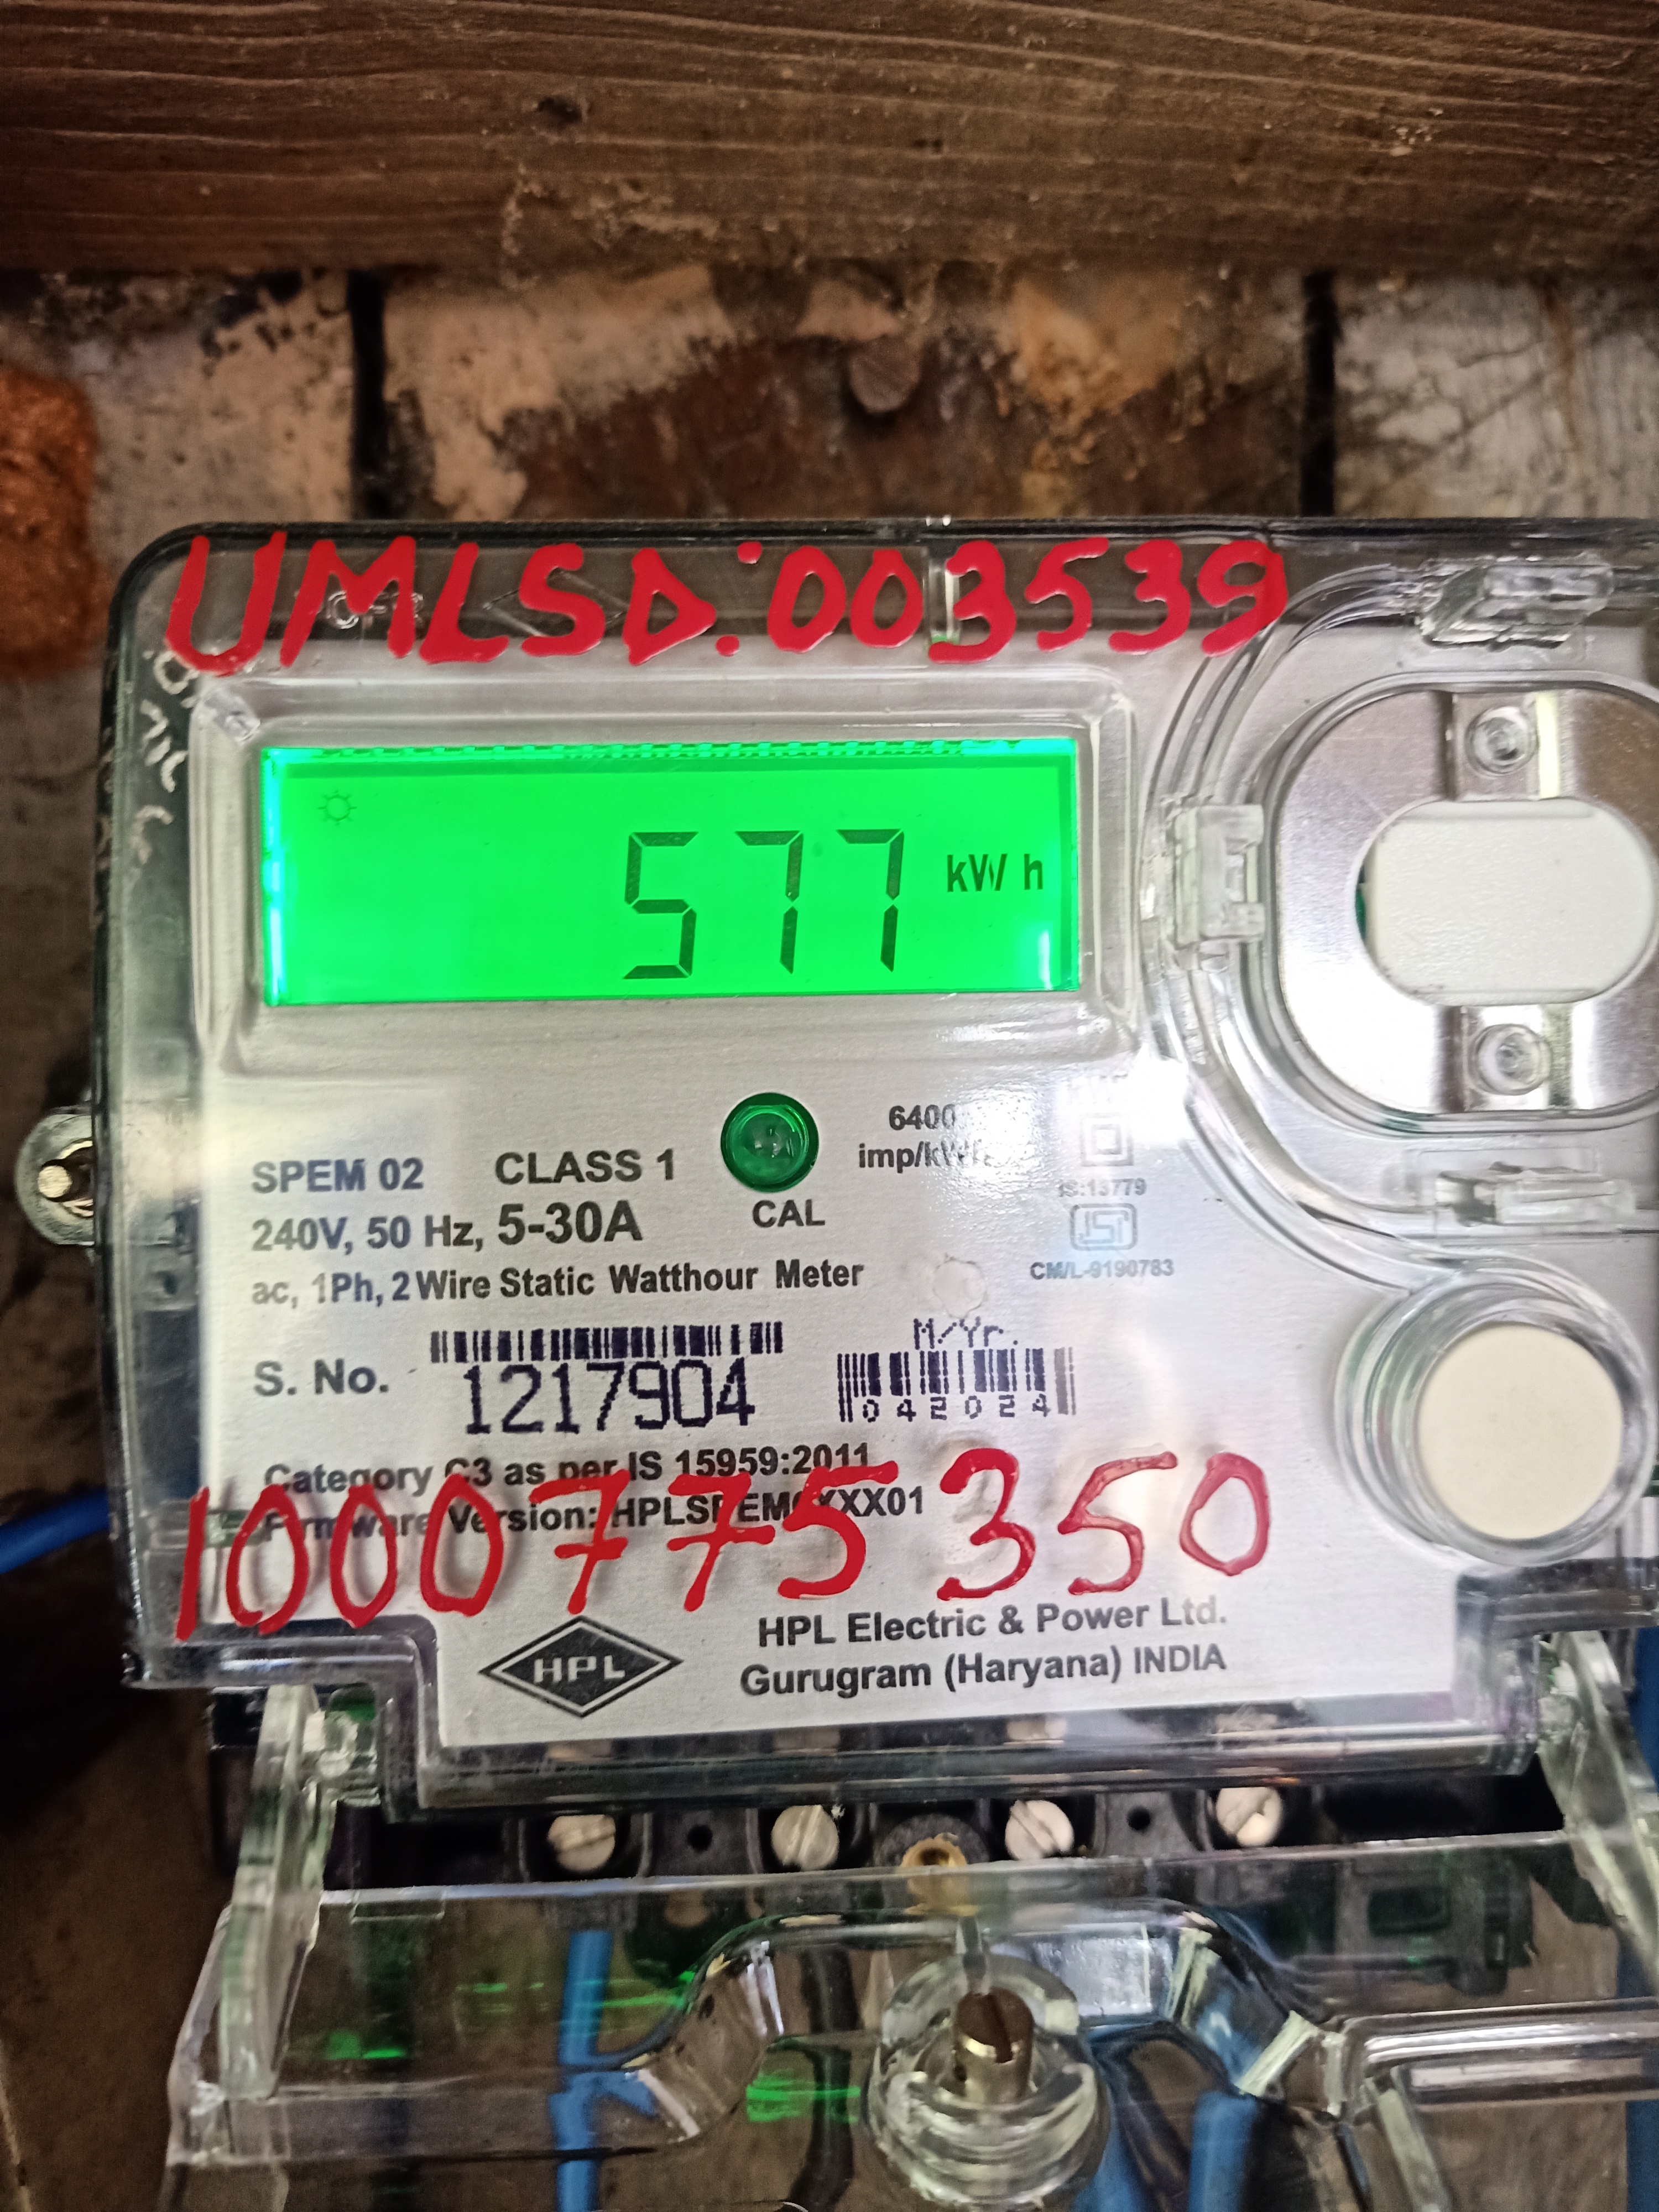 UMLSD:003539
577 kWh
6400
imp/kWh
SPEM 02 CLASS 1
CAL
240V, 50 Hz, 5-30A
IS:13779
ac, 1Ph, 2 Wire Static Watthour Meter
CM/L-9190783
M/Yr.
S. No. 1217904
042024
Category C3 as per IS 15959:2011
Firmware Version:
1000775350
HPL
HPL Electric & Power Ltd.
Gurugram (Haryana) INDIA